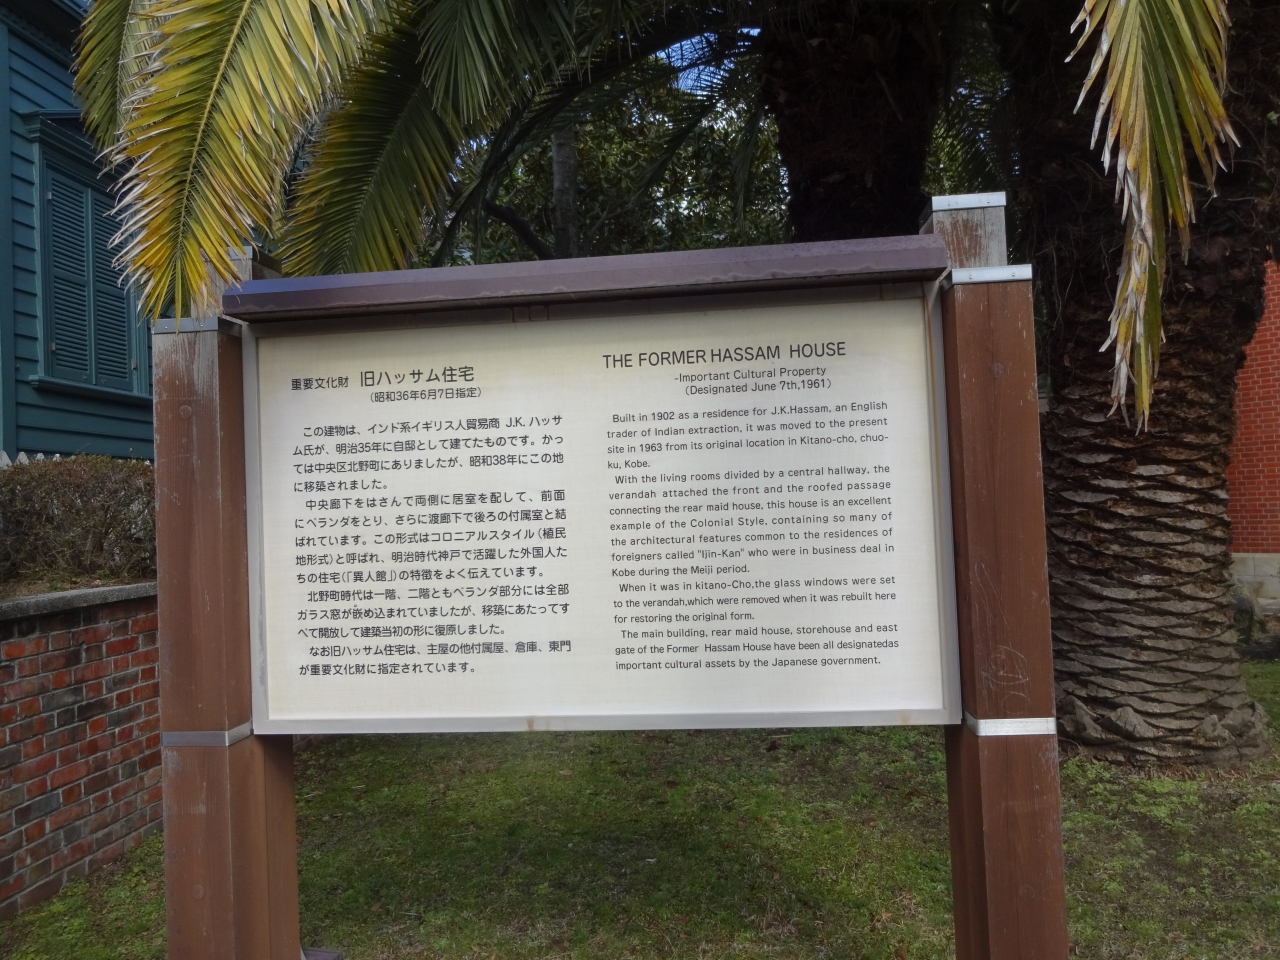 重要文化財 旧ハッサム住宅
(昭和36年6月7日指定)
この建物は、インド系イギリス人貿易商 J.K. ハッサ
ム氏が、明治35年に自邸として建てたものです。かっ
ては中央区北野町にありましたが、昭和38年にこの地
に移築されました。
中央廊下をはさんで両側に居室を配して、前面
にベランダをとり、さらに渡廊下で後ろの付属室と結
ばれています。この形式はコロニアルスタイル(植民
地形式)と呼ばれ、明治時代神戸で活躍した外国人た
ちの住宅(「異人館」)の特徴をよく伝えています。
北野町時代は一階、二階ともベランダ部分には全部
ガラス窓が嵌め込まれていましたが、移築にあたってす
べて開放して建築当初の形に復原しました。
なお旧ハッサム住宅は、主屋の他付属屋、倉庫、東門
が重要文化財に指定されています。
THE FORMER HASSAM HOUSE
-Important Cultural Property
(Designated June 7th,1961)
Built in 1902 as a residence for J.K.Hassam, an English
trader of Indian extraction, it was moved to the present
site in 1963 from its original location in Kitano-cho, chuo-
ku, Kobe.
With the living rooms divided by a central hallway, the
verandah attached the front and the roofed passage
connecting the rear maid house, this house is an excellent
example of the Colonial Style, containing so many of
the architectural features common to the residences of
foreigners called "Ijin-Kan" who were in business deal in
Kobe during the Meiji period.
When it was in kitano-Cho,the glass windows were set
to the verandah,which were removed when it was rebuilt here
for restoring the original form.
The main building, rear maid house, storehouse and east
gate of the Former Hassam House have been all designatedas
important cultural assets by the Japanese government.